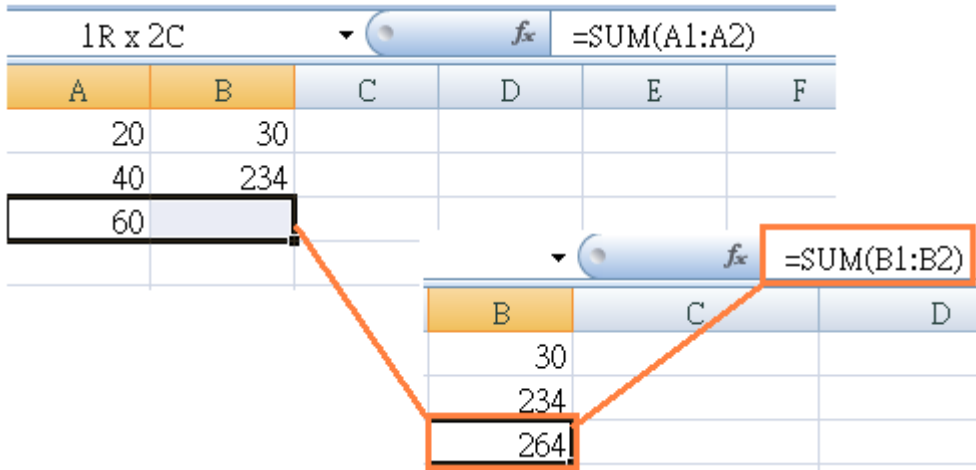 1R x 2C fx =SUM(A1:A2)
A B C D E F
20 30
40 234
60
fx =SUM(B1:B2)
B C D
30
234
264